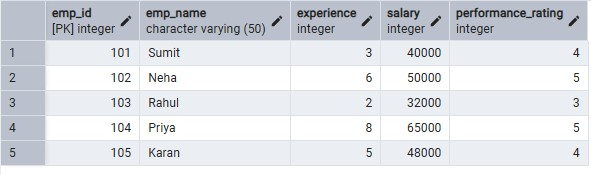 emp_id emp_name experience salary performance_rating
[PK] integer character varying (50) integer integer integer
1 101 Sumit 3 40000 4
2 102 Neha 6 50000 5
3 103 Rahul 2 32000 3
4 104 Priya 8 65000 5
5 105 Karan 5 48000 4